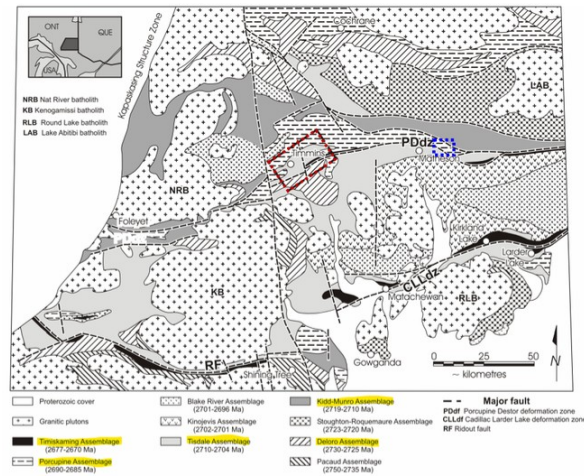 ONT
QUE
USA
NRB Nat River batholith
KB Kenogamissi batholith
RLB Round Lake batholith
LAB Lake Abitibi batholith
Kapaskasing Structure Zone
Cochrane
LAB
PDdz
Timmins
Matheson
NRB
Foleyet
Kirkland
Lake
Larder
Lake
KB
CLLdz
Matachewan
RLB
RF
Shining Tree
Gowganda
N
0 25 50
~ kilometres
Proterozoic cover
Granitic plutons
Timiskaming Assemblage
(2677-2670 Ma)
Porcupine Assemblage
(2690-2685 Ma)
Blake River Assemblage
(2701-2696 Ma)
Kinojevis Assemblage
(2702-2701 Ma)
Tisdale Assemblage
(2710-2704 Ma)
Kidd-Munro Assemblage
(2719-2710 Ma)
Stoughton-Roquemaure Assemblage
(2723-2720 Ma)
Deloro Assemblage
(2730-2725 Ma)
Pacaud Assemblage
(2750-2735 Ma)
Major fault
PDdf Porcupine Destor deformation zone
CLLdf Cadillac Larder Lake deformation zone
RF Ridout fault